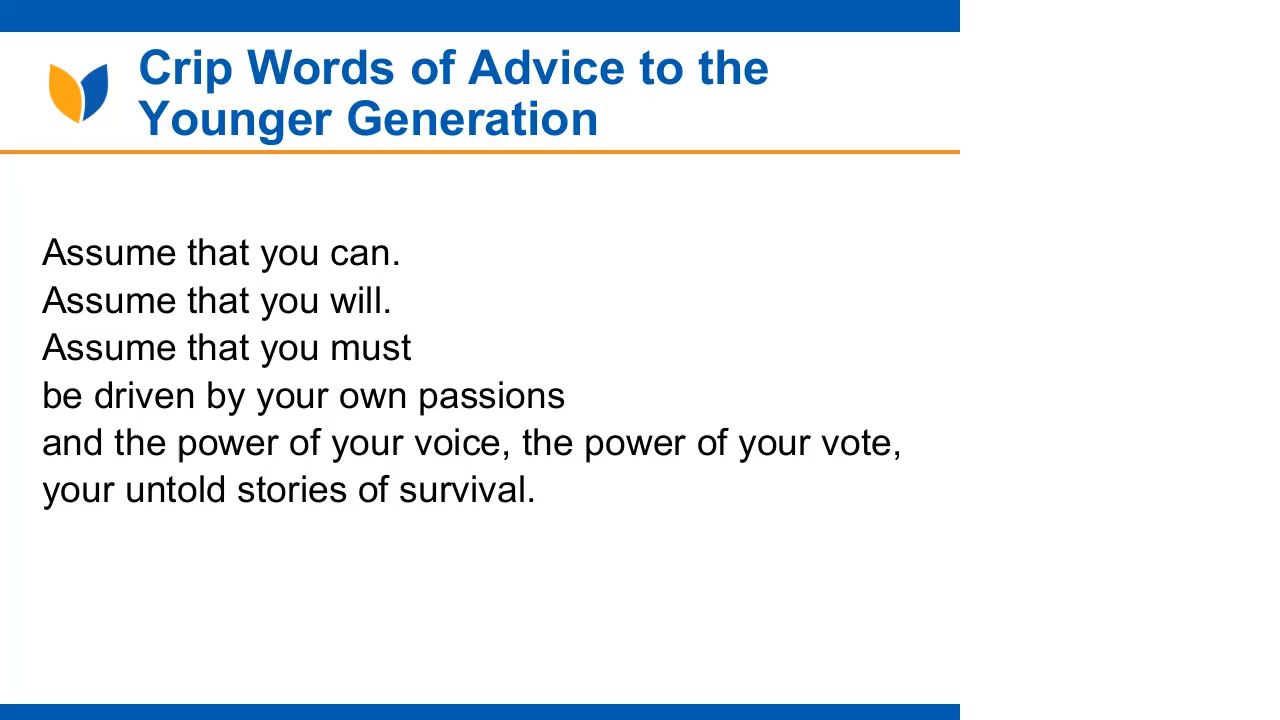 Crip Words of Advice to the
Younger Generation
Assume that you can.
Assume that you will.
Assume that you must
be driven by your own passions
and the power of your voice, the power of your vote,
your untold stories of survival.